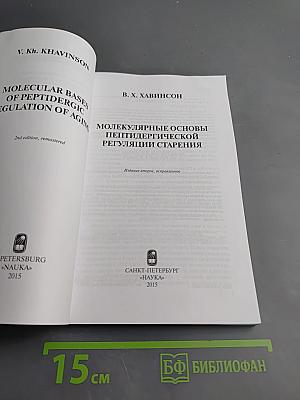 V. Kh. KHAVINSON
MOLECULAR BASES
OF PEPTIDERGIC
REGULATION OF AGING
2nd edition, remastered
PETERSBURG
«NAUKA»
2015
В. Х. ХАВИНСОН
МОЛЕКУЛЯРНЫЕ ОСНОВЫ
ПЕПТИДЕРГИЧЕСКОЙ
РЕГУЛЯЦИИ СТАРЕНИЯ
Издание второе, исправленное
САНКТ-ПЕТЕРБУРГ
«НАУКА»
2015
15 см
БФ БИБЛИОФАН